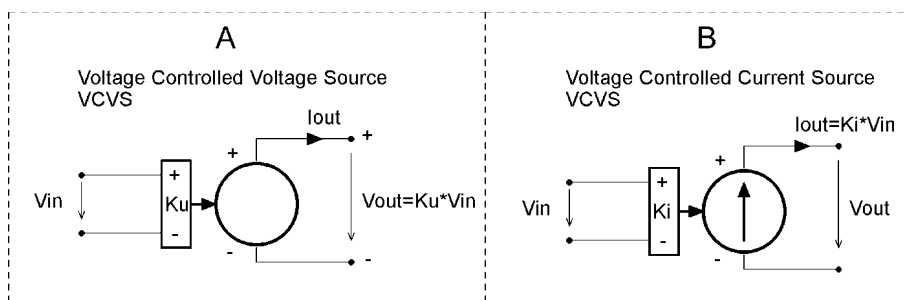 A
Voltage Controlled Voltage Source
VCVS
Iout
+
+
+
Vin
Ku
Vout=Ku*Vin
-
-
-
B
Voltage Controlled Current Source
VCVS
Iout=Ki*Vin
+
+
Vin
Ki
Vout
-
-